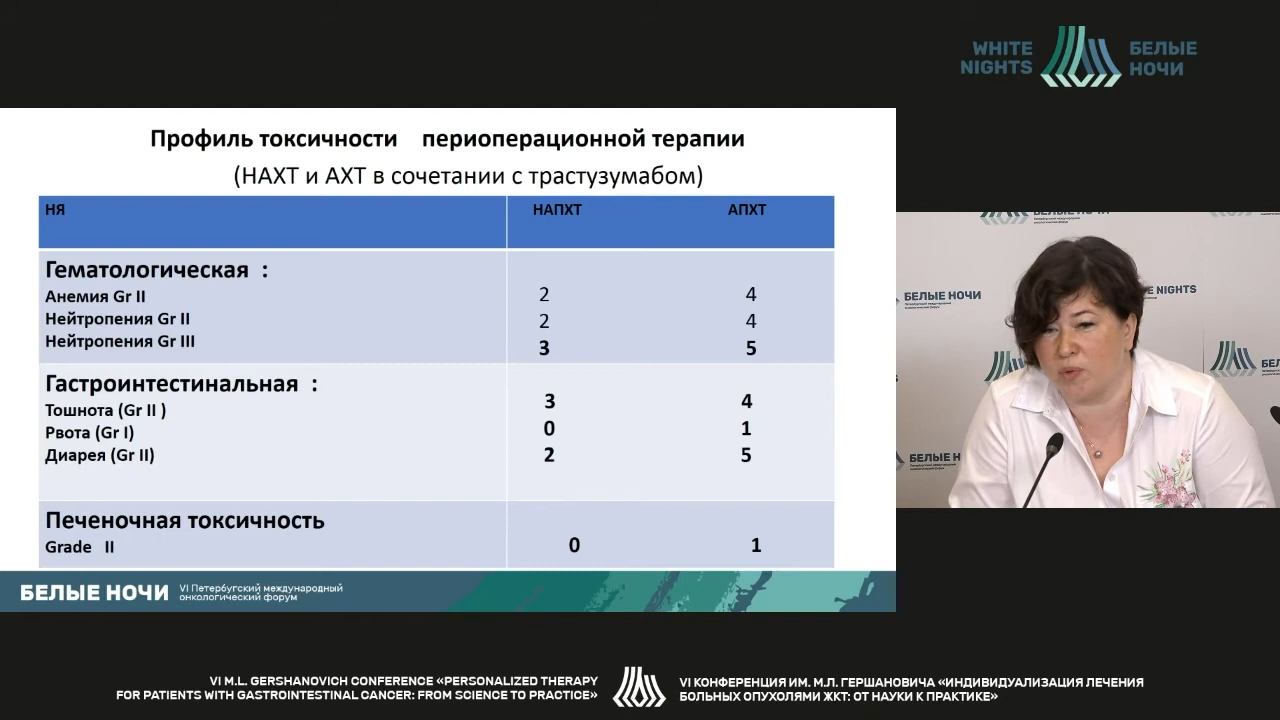 WHITE
NIGHTS
БЕЛЫЕ
НОЧИ
Профиль токсичности периоперационной терапии
(НАХТ и АХТ в сочетании с трастузумабом)
НЯ НАПХТ АПХТ
Гематологическая :
Анемия Gr II 2 4
Нейтропения Gr II 2 4
Нейтропения Gr III 3 5
Гастроинтестинальная :
Тошнота (Gr II ) 3 4
Рвота (Gr I) 0 1
Диарея (Gr II) 2 5
Печеночная токсичность
Grade II 0 1
БЕЛЫЕ НОЧИ
VI Петербугский международный
онкологический форум
БЕЛЫЕ НОЧИ
NIGHTS
VI M.L. GERSHANOVICH CONFERENCE «PERSONALIZED THERAPY
FOR PATIENTS WITH GASTROINTESTINAL CANCER: FROM SCIENCE TO PRACTICE»
VI КОНФЕРЕНЦИЯ ИМ. М.Л. ГЕРШАНОВИЧА «ИНДИВИДУАЛИЗАЦИЯ ЛЕЧЕНИЯ
БОЛЬНЫХ ОПУХОЛЯМИ ЖКТ: ОТ НАУКИ К ПРАКТИКЕ»